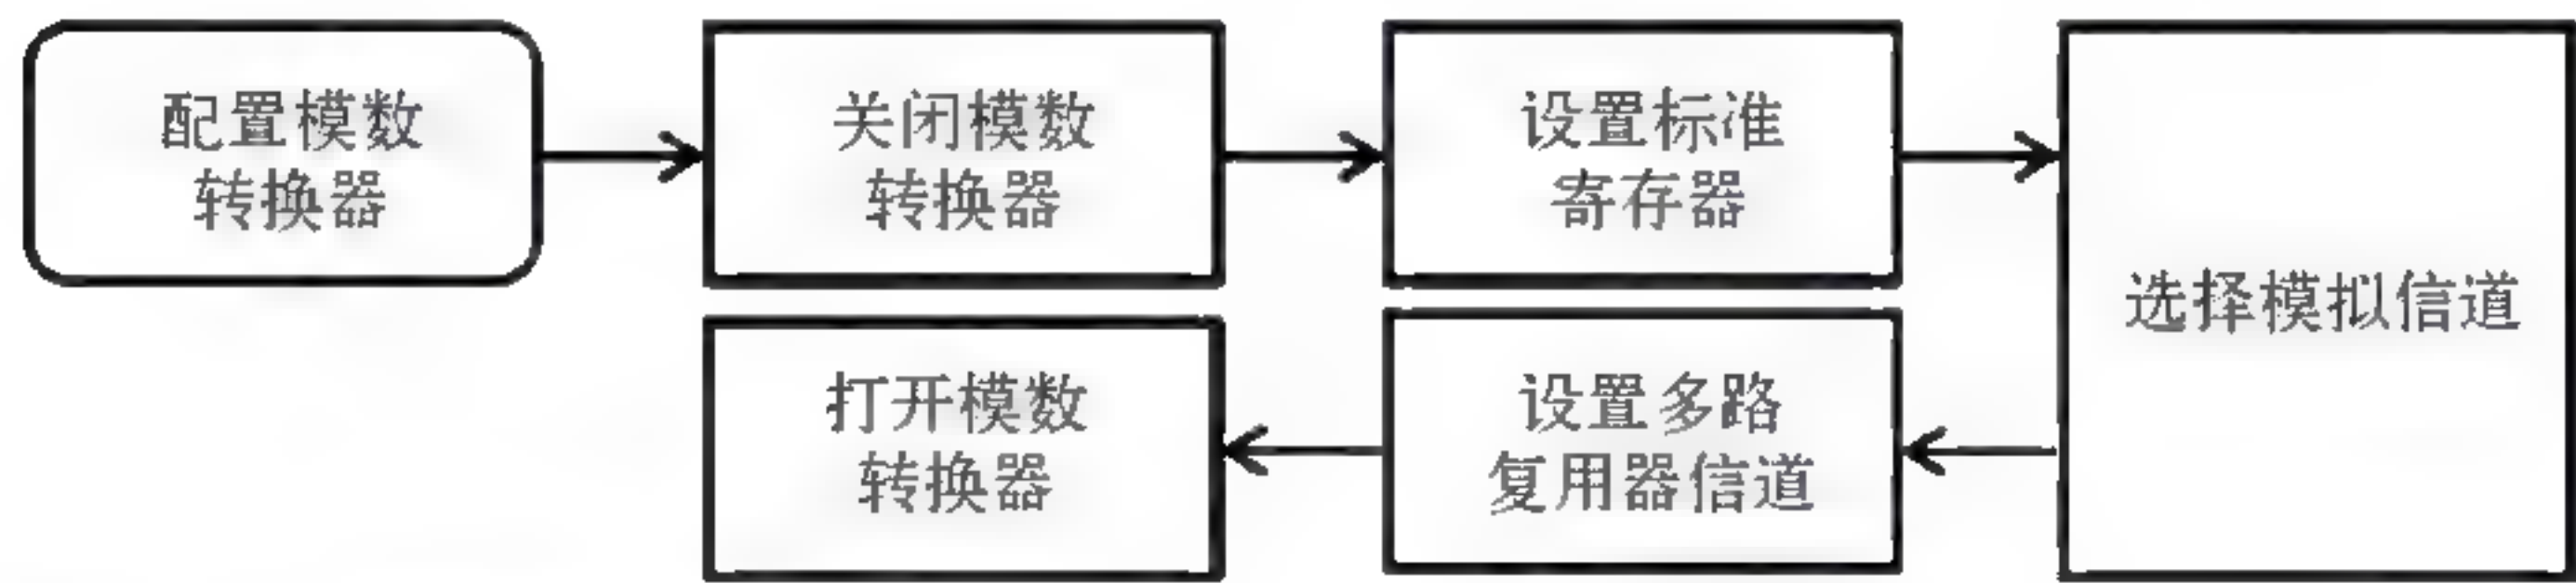 配置模数
转换器
关闭模数
转换器
设置标准
寄存器
选择模拟信道
设置多路
复用器信道
打开模数
转换器